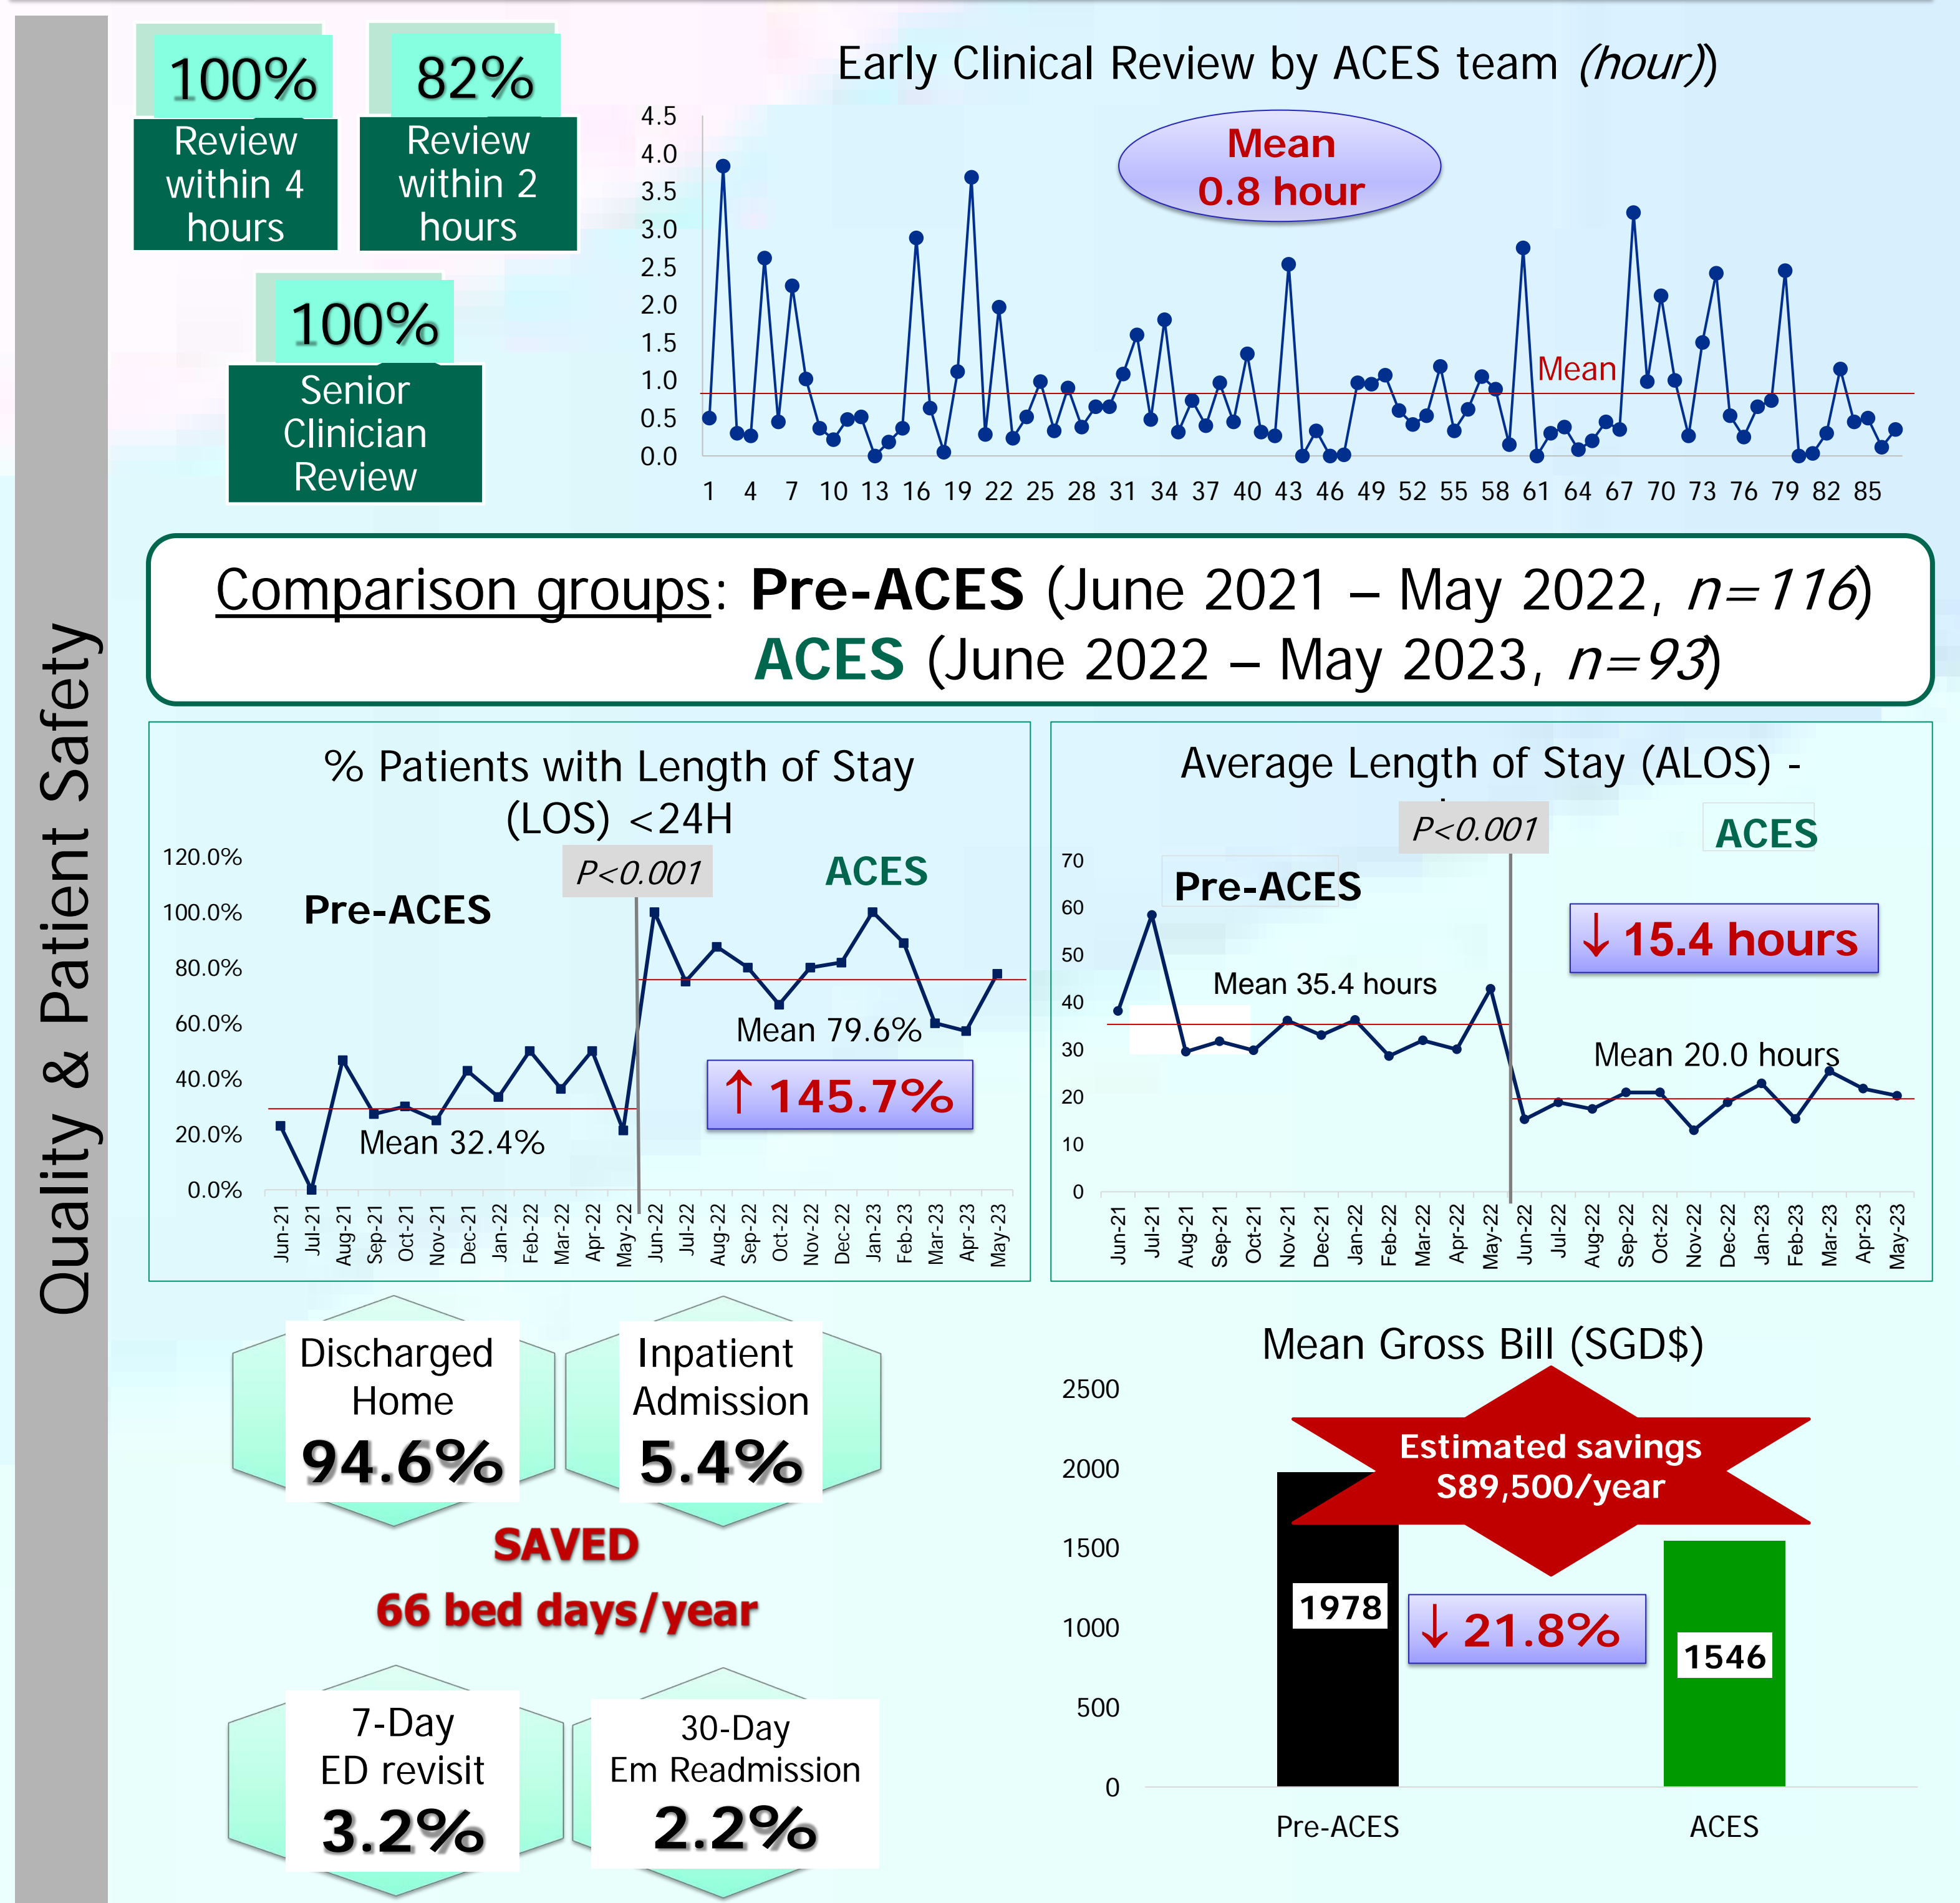 Quality & Patient Safety
100%
Review
within 4
hours
82%
Review
within 2
hours
100%
Senior
Clinician
Review
Early Clinical Review by ACES team (hour))
Mean
0.8 hour
4.5
4.0
3.5
3.0
2.5
2.0
1.5
1.0
0.5
0.0
Mean
1 4 7 10 13 16 19 22 25 28 31 34 37 40 43 46 49 52 55 58 61 64 67 70 73 76 79 82 85
Comparison groups: Pre-ACES (June 2021 – May 2022, n=116)
ACES (June 2022 – May 2023, n=93)
% Patients with Length of Stay
(LOS) <24H
P<0.001
Pre-ACES
ACES
120.0%
100.0%
80.0%
60.0%
40.0%
20.0%
0.0%
Mean 79.6%
↑ 145.7%
Mean 32.4%
Jun-21 Jul-21 Aug-21 Sep-21 Oct-21 Nov-21 Dec-21 Jan-22 Feb-22 Mar-22 Apr-22 May-22 Jun-22 Jul-22 Aug-22 Sep-22 Oct-22 Nov-22 Dec-22 Jan-23 Feb-23 Mar-23 Apr-23 May-23
Average Length of Stay (ALOS) -
P<0.001
ACES
Pre-ACES
70
60
50
40
30
20
10
0
↓ 15.4 hours
Mean 35.4 hours
Mean 20.0 hours
Jun-21 Jul-21 Aug-21 Sep-21 Oct-21 Nov-21 Dec-21 Jan-22 Feb-22 Mar-22 Apr-22 May-22 Jun-22 Jul-22 Aug-22 Sep-22 Oct-22 Nov-22 Dec-22 Jan-23 Feb-23 Mar-23 Apr-23 May-23
Discharged
Home
94.6%
Inpatient
Admission
5.4%
SAVED
66 bed days/year
7-Day
ED revisit
3.2%
30-Day
Em Readmission
2.2%
Mean Gross Bill (SGD$)
2500
2000
1500
1000
500
0
Estimated savings
S89,500/year
1978
↓ 21.8%
1546
Pre-ACES
ACES